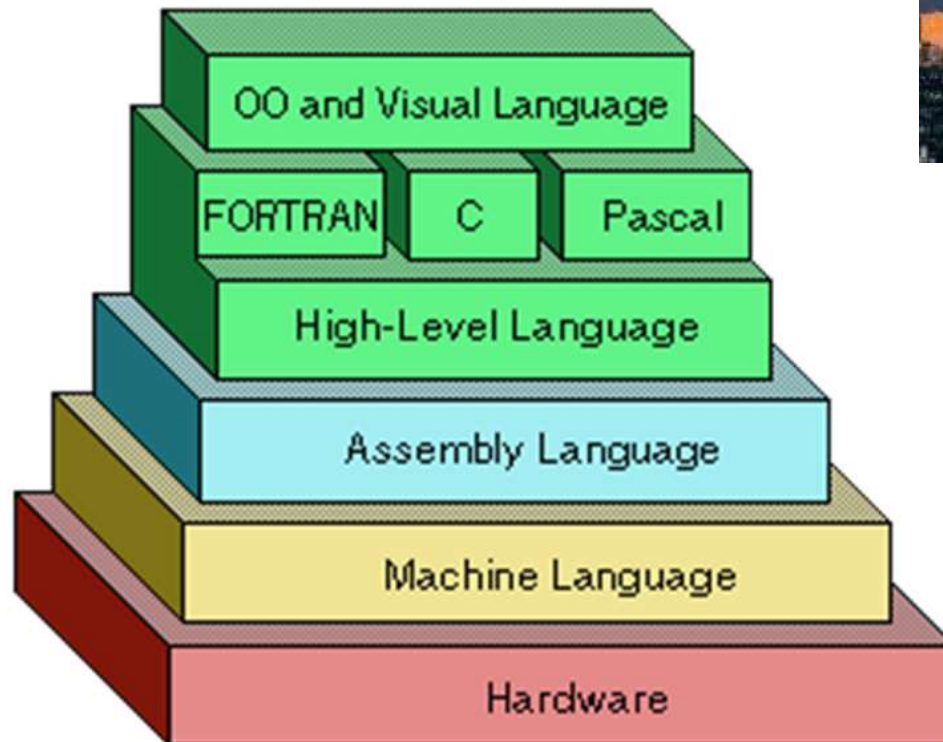 OO and Visual Language
FORTRAN C Pascal
High-Level Language
Assembly Language
Machine Language
Hardware